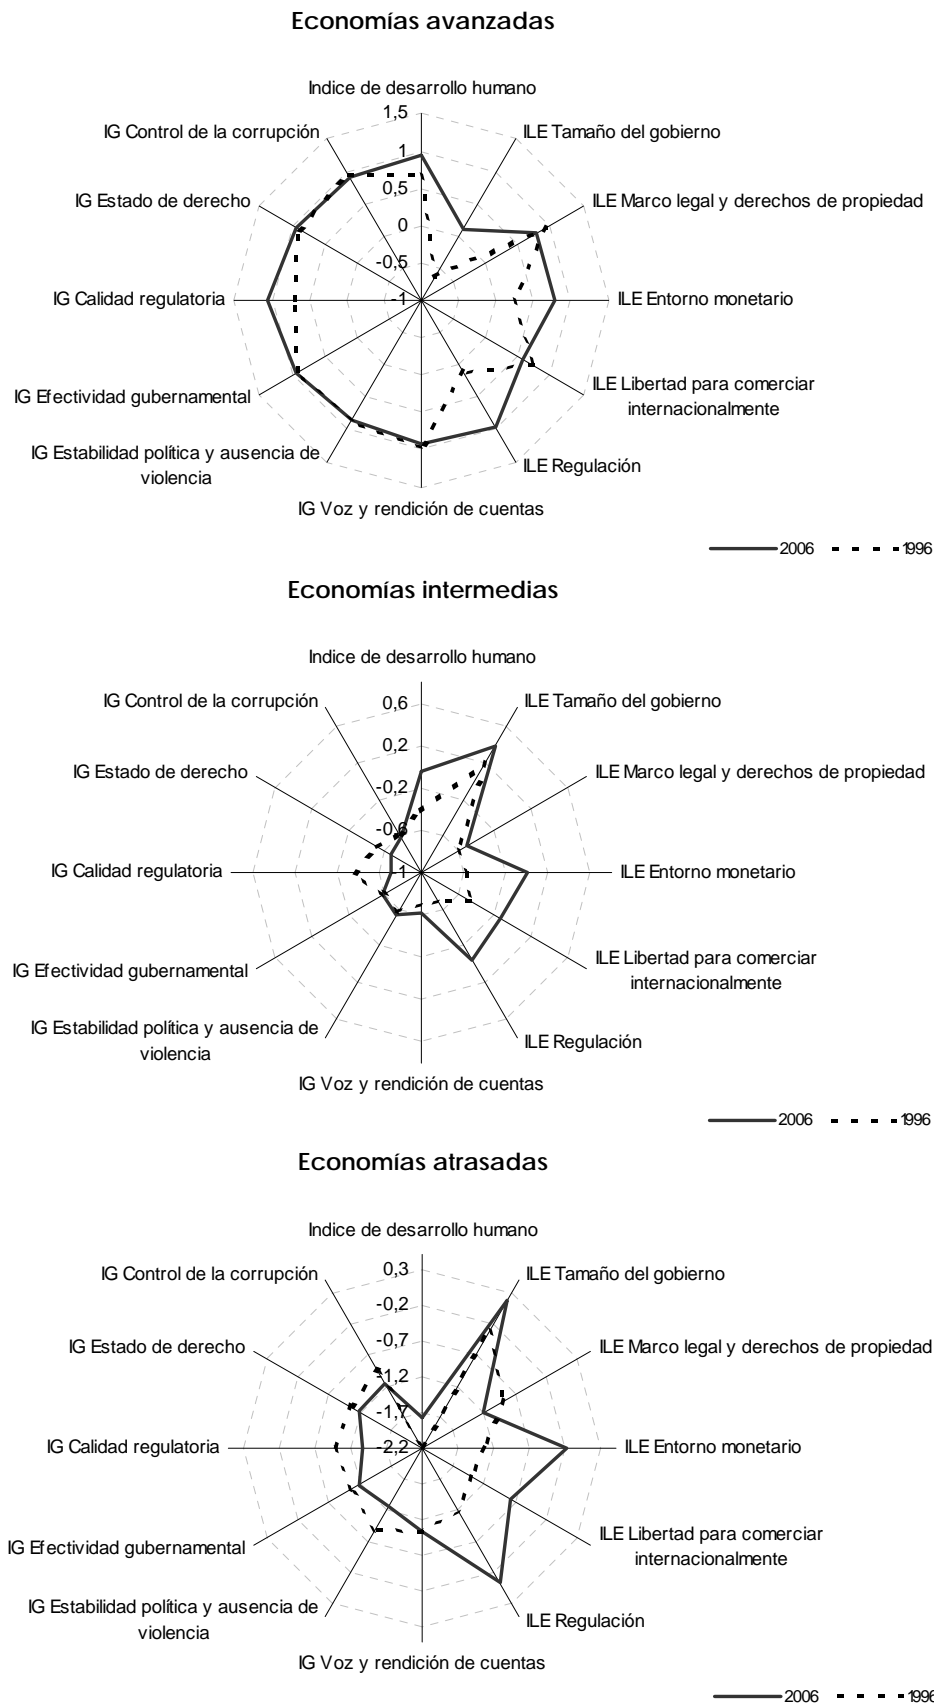 Economías avanzadas
Indice de desarrollo humano
1,5
IG Control de la corrupción
ILE Tamaño del gobierno
1
IG Estado de derecho
0,5
ILE Marco legal y derechos de propiedad
0
-0,5
IG Calidad regulatoria
-1
ILE Entorno monetario
IG Efectividad gubernamental
ILE Libertad para comerciar
internacionalmente
IG Estabilidad política y ausencia de
violencia
ILE Regulación
IG Voz y rendición de cuentas
2006
1996
Economías intermedias
Indice de desarrollo humano
IG Control de la corrupción
0,6
ILE Tamaño del gobierno
0,2
IG Estado de derecho
ILE Marco legal y derechos de propiedad
-0,2
-0,6
IG Calidad regulatoria
-1
ILE Entorno monetario
IG Efectividad gubernamental
ILE Libertad para comerciar
internacionalmente
IG Estabilidad política y ausencia de
violencia
ILE Regulación
IG Voz y rendición de cuentas
2006
1996
Economías atrasadas
Indice de desarrollo humano
IG Control de la corrupción
0,3
ILE Tamaño del gobierno
-0,2
IG Estado de derecho
-0,7
ILE Marco legal y derechos de propiedad
-1,2
-1,7
IG Calidad regulatoria
-2,2
ILE Entorno monetario
IG Efectividad gubernamental
ILE Libertad para comerciar
internacionalmente
IG Estabilidad política y ausencia de
violencia
ILE Regulación
IG Voz y rendición de cuentas
2006
1996